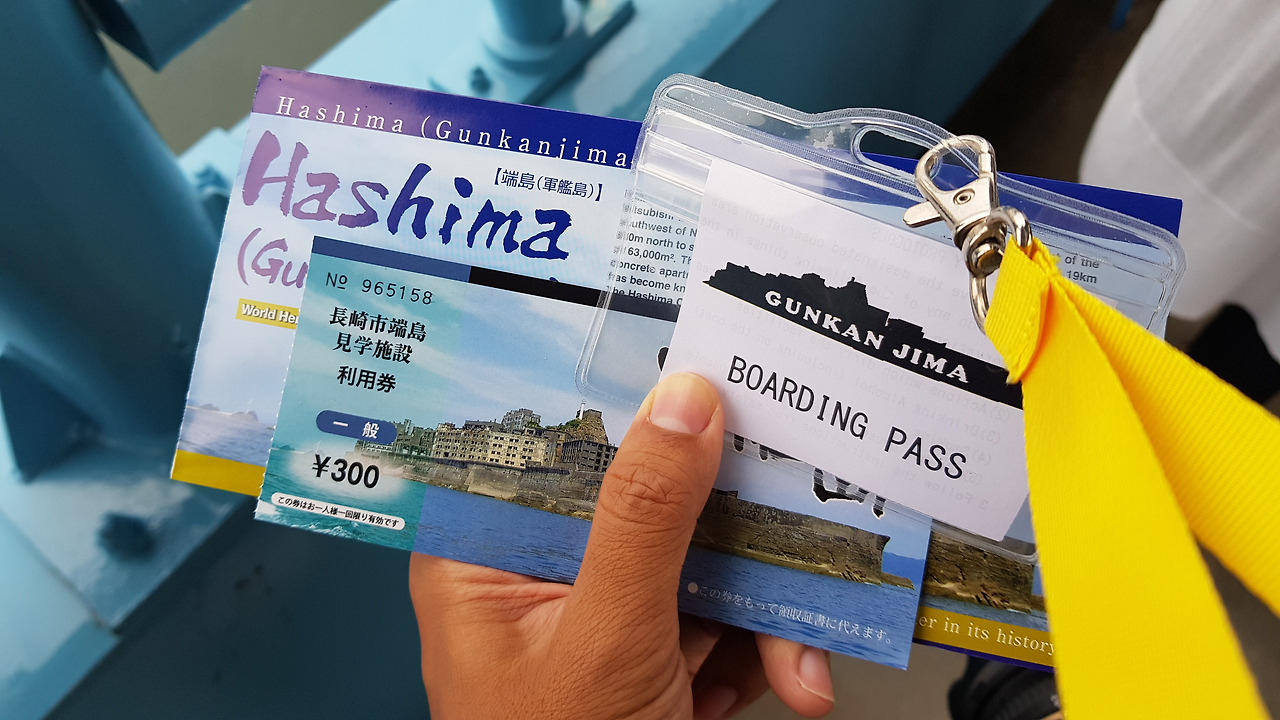 Hashima (Gunkanjima
Hashima
【端島(軍艦島)】
(Gu
World He
itsubishi
outhwest of N
0m north to s
63,000m². Th
concrete apart
has become kn
the Hashima C
t of the
19km
№ 965158
長崎市端島
見学施設
利用券
一般
¥300
この券はお一人様一回限り有効です
GUNKAN JIMA
BOARDING PASS
●この券をもって領収証書に代えます。
er in its history